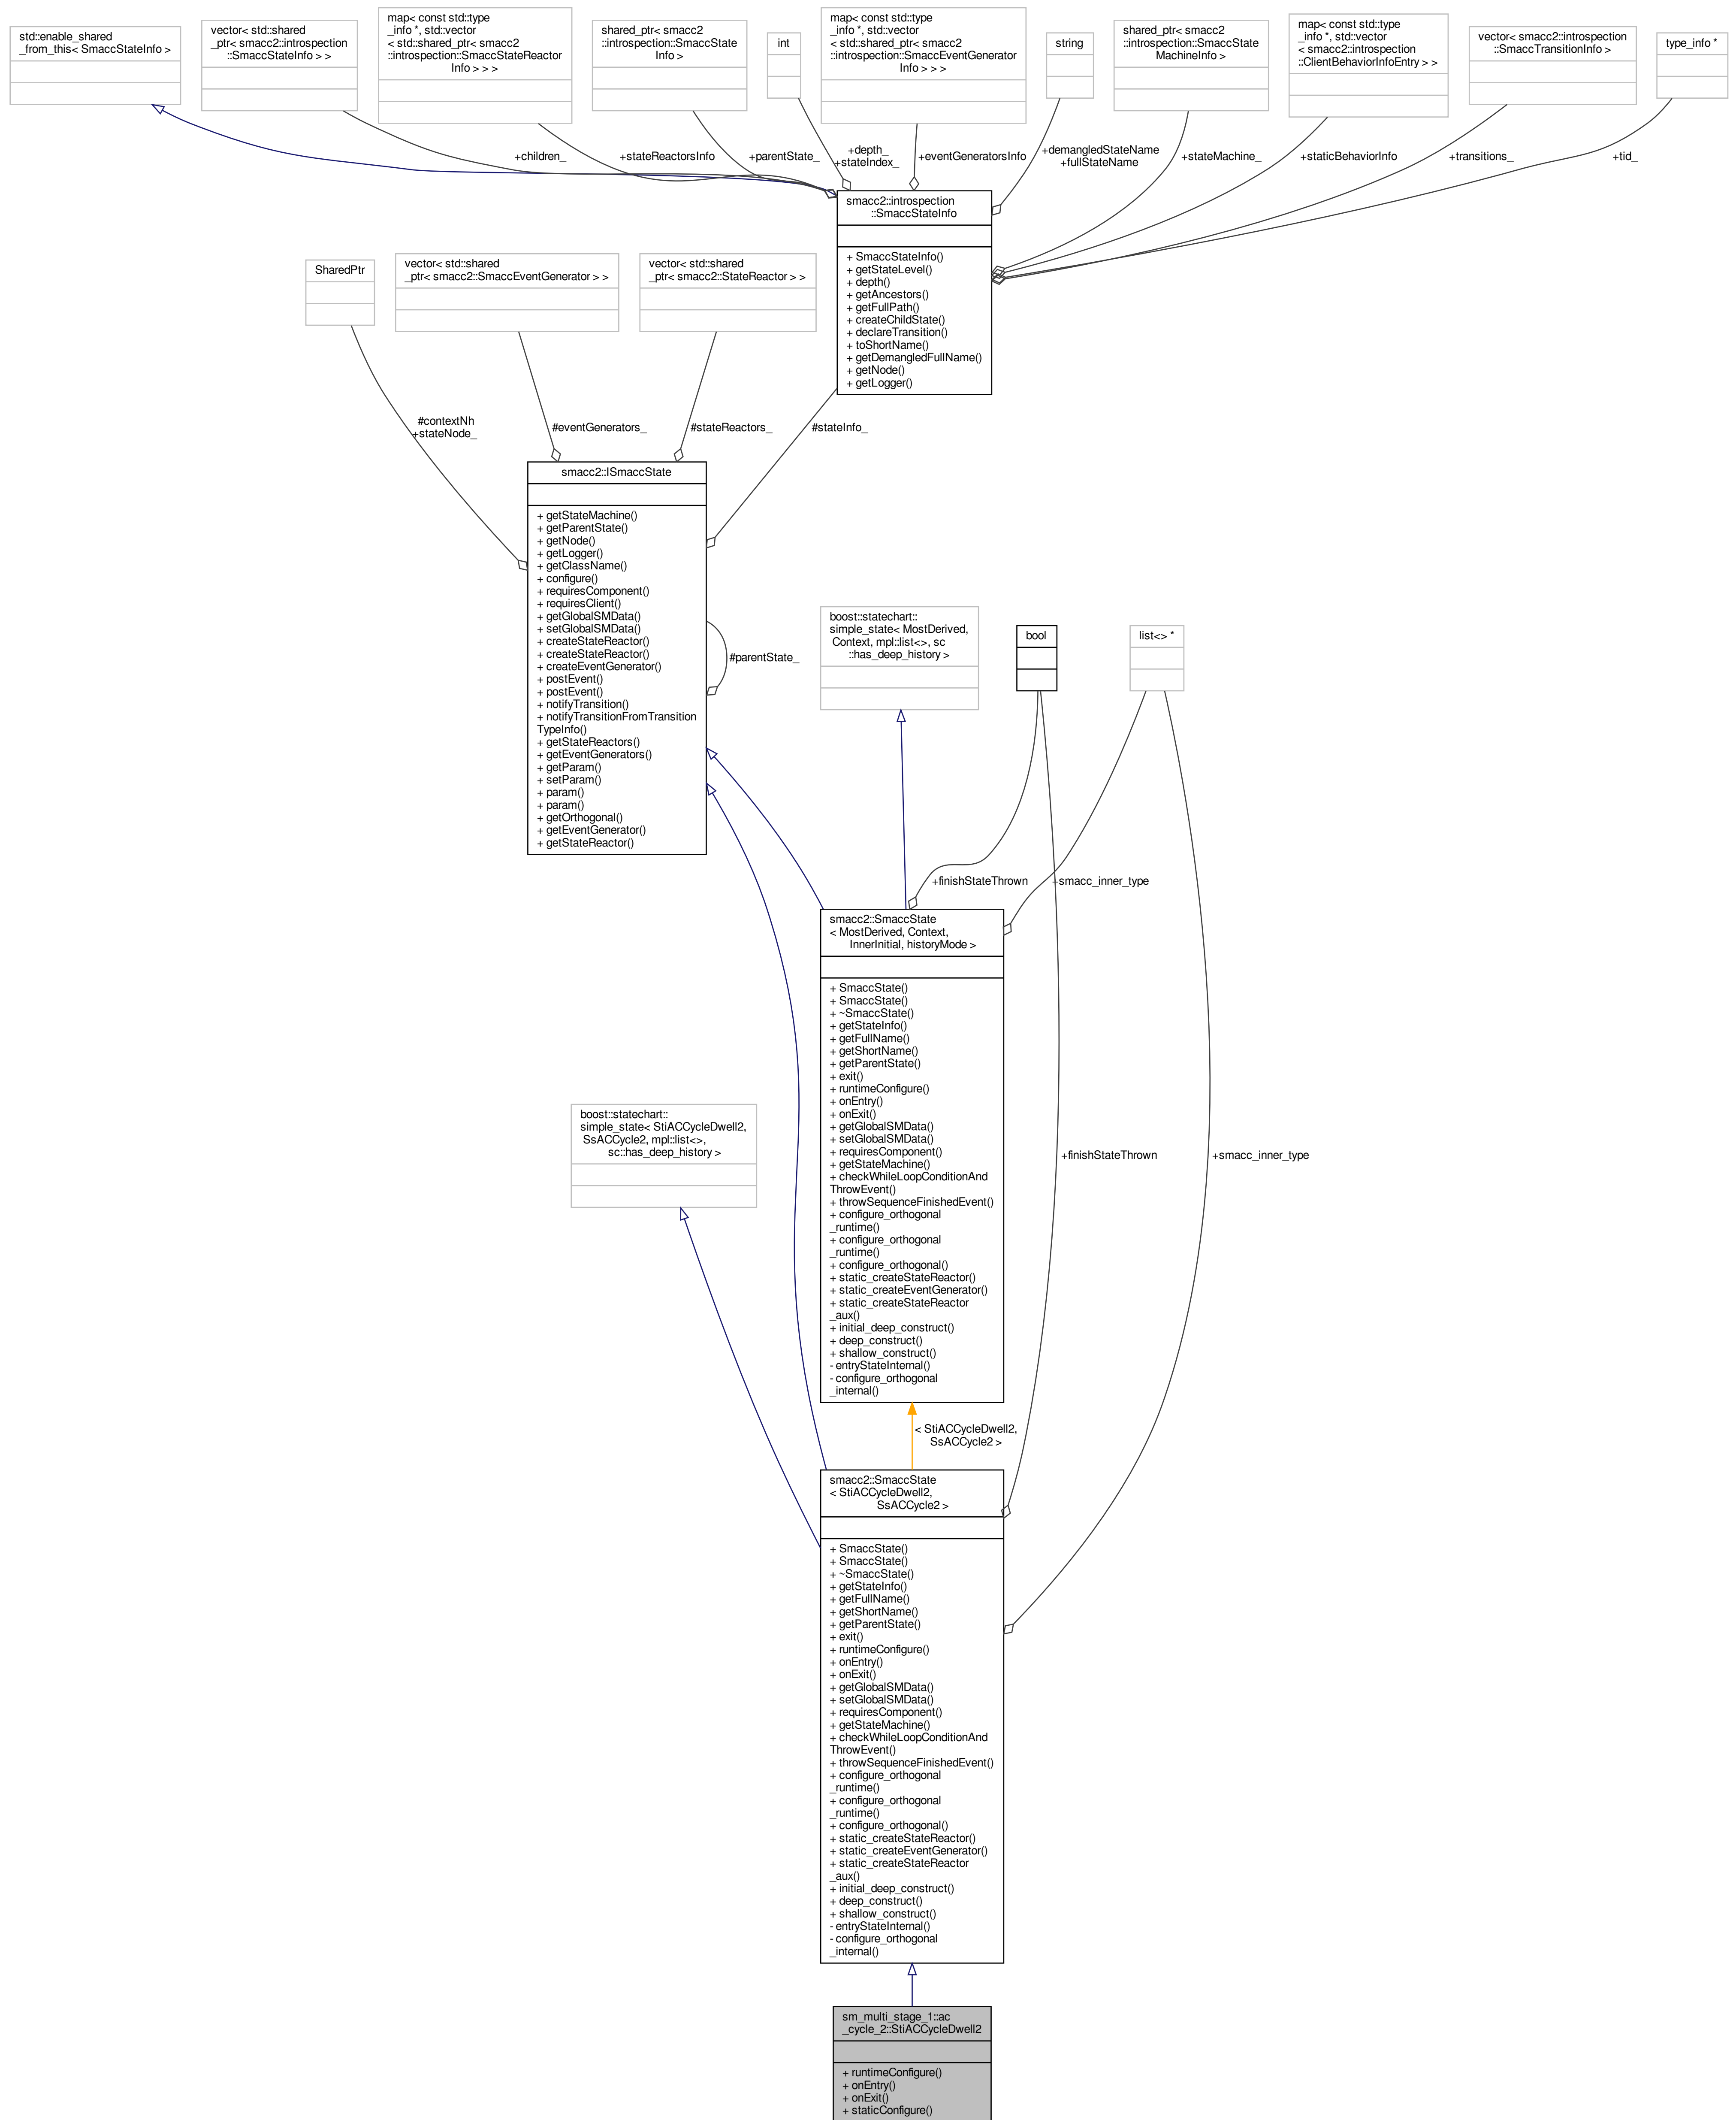 std::enable_shared
_from_this< SmaccStateInfo >
vector< std::shared
_ptr< smacc2::introspection
::SmaccStateInfo > >
map< const std::type
_info *, std::vector
< std::shared_ptr< smacc2
::introspection::SmaccStateReactor
Info > > >
shared_ptr< smacc2
::introspection::SmaccState
Info >
int
map< const std::type
_info *, std::vector
< std::shared_ptr< smacc2
::introspection::SmaccEventGenerator
Info > > >
string
shared_ptr< smacc2
::introspection::SmaccState
MachineInfo >
map< const std::type
_info *, std::vector
< smacc2::introspection
::ClientBehaviorInfoEntry > >
vector< smacc2::introspection
::SmaccTransitionInfo >
type_info *
+children_
+stateReactorsInfo
+parentState_
+depth_
+stateIndex_
+eventGeneratorsInfo
+demangledStateName
+fullStateName
+stateMachine_
+staticBehaviorInfo
+transitions_
+tid_
smacc2::introspection
::SmaccStateInfo
+ SmaccStateInfo()
+ getStateLevel()
+ depth()
+ getAncestors()
+ getFullPath()
+ createChildState()
+ declareTransition()
+ toShortName()
+ getDemangledFullName()
+ getNode()
+ getLogger()
SharedPtr
vector< std::shared
_ptr< smacc2::SmaccEventGenerator > >
vector< std::shared
_ptr< smacc2::StateReactor > >
#contextNh
+stateNode_
#eventGenerators_
#stateReactors_
#stateInfo_
smacc2::ISmaccState
+ getStateMachine()
+ getParentState()
+ getNode()
+ getLogger()
+ getClassName()
+ configure()
+ requiresComponent()
+ requiresClient()
+ getGlobalSMData()
+ setGlobalSMData()
+ createStateReactor()
+ createStateReactor()
+ createEventGenerator()
+ postEvent()
+ postEvent()
+ notifyTransition()
+ notifyTransitionFromTransition
TypeInfo()
+ getStateReactors()
+ getEventGenerators()
+ getParam()
+ setParam()
+ param()
+ param()
+ getOrthogonal()
+ getEventGenerator()
+ getStateReactor()
#parentState_
boost::statechart::
simple_state< MostDerived,
Context, mpl::list<>, sc
::has_deep_history >
bool
list<> *
+finishStateThrown
+smacc_inner_type
smacc2::SmaccState
< MostDerived, Context,
InnerInitial, historyMode >
+ SmaccState()
+ SmaccState()
+ ~SmaccState()
+ getStateInfo()
+ getFullName()
+ getShortName()
+ getParentState()
+ exit()
+ runtimeConfigure()
+ onEntry()
+ onExit()
+ getGlobalSMData()
+ setGlobalSMData()
+ requiresComponent()
+ getStateMachine()
+ checkWhileLoopConditionAnd
ThrowEvent()
+ throwSequenceFinishedEvent()
+ configure_orthogonal
_runtime()
+ configure_orthogonal
_runtime()
+ configure_orthogonal()
+ static_createStateReactor()
+ static_createEventGenerator()
+ static_createStateReactor
_aux()
+ initial_deep_construct()
+ deep_construct()
+ shallow_construct()
- entryStateInternal()
- configure_orthogonal
_internal()
boost::statechart::
simple_state< StiACCycleDwell2,
SsACCycle2, mpl::list<>,
sc::has_deep_history >
+finishStateThrown
+smacc_inner_type
< StiACCycleDwell2,
SsACCycle2 >
smacc2::SmaccState
< StiACCycleDwell2,
SsACCycle2 >
+ SmaccState()
+ SmaccState()
+ ~SmaccState()
+ getStateInfo()
+ getFullName()
+ getShortName()
+ getParentState()
+ exit()
+ runtimeConfigure()
+ onEntry()
+ onExit()
+ getGlobalSMData()
+ setGlobalSMData()
+ requiresComponent()
+ getStateMachine()
+ checkWhileLoopConditionAnd
ThrowEvent()
+ throwSequenceFinishedEvent()
+ configure_orthogonal
_runtime()
+ configure_orthogonal
_runtime()
+ configure_orthogonal()
+ static_createStateReactor()
+ static_createEventGenerator()
+ static_createStateReactor
_aux()
+ initial_deep_construct()
+ deep_construct()
+ shallow_construct()
- entryStateInternal()
- configure_orthogonal
_internal()
sm_multi_stage_1::ac
_cycle_2::StiACCycleDwell2
+ runtimeConfigure()
+ onEntry()
+ onExit()
+ staticConfigure()